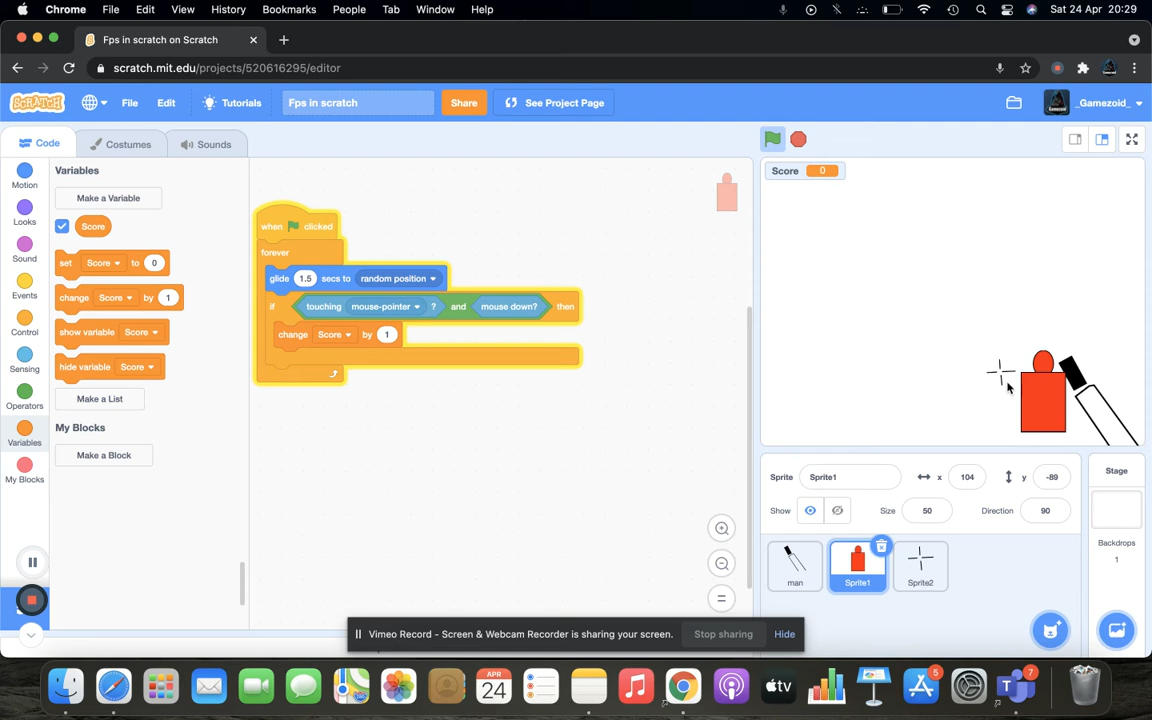 Chrome File Edit View History Bookmarks People Tab Window Help Sat 24 Apr 20:29
Fps in scratch on Scratch
scratch.mit.edu/projects/520616295/editor
SCRATCH File Edit Tutorials Fps in scratch Share See Project Page _Gamezoid_
Code Costumes Sounds
Motion
Looks
Sound
Events
Control
Sensing
Operators
Variables
My Blocks
Variables
Make a Variable
Score
set Score to 0
change Score by 1
show variable Score
hide variable Score
Make a List
My Blocks
Make a Block
when clicked
forever
glide 1.5 secs to random position
if touching mouse-pointer ? and mouse down? then
change Score by 1
Score 0
Sprite Sprite1 x 104 y -89
Show Size 50 Direction 90
man Sprite1 Sprite2
Stage
Backdrops
1
Vimeo Record - Screen & Webcam Recorder is sharing your screen. Stop sharing Hide
APR
24
tv
5
7